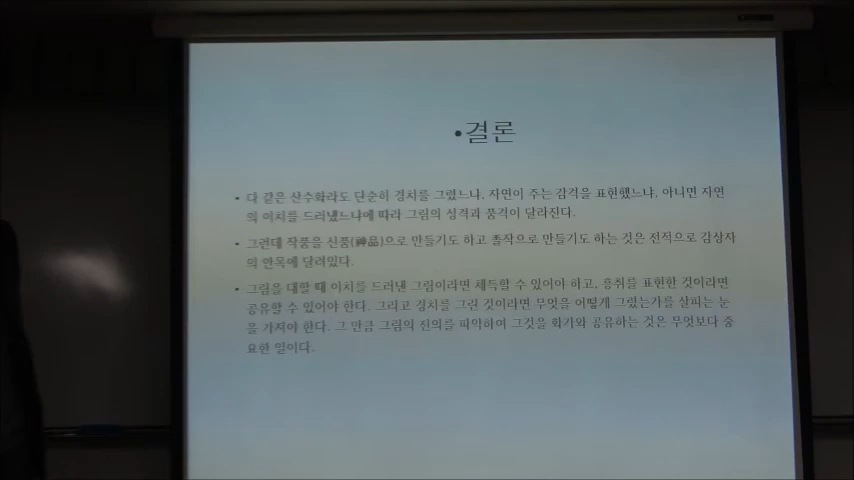 •결론
• 다 같은 산수화라도 단순히 경치를 그렸느냐, 자연이 주는 감격을 표현했느냐, 아니면 자연
의 이치를 드러냈느냐에 따라 그림의 성격과 품격이 달라진다.
• 그런데 작품을 신품(神品)으로 만들기도 하고 졸작으로 만들기도 하는 것은 전적으로 감상자
의 안목에 달려있다.
• 그림을 대할 때 이치를 드러낸 그림이라면 체득할 수 있어야 하고, 흥취를 표현한 것이라면
공유할 수 있어야 한다. 그리고 경치를 그린 것이라면 무엇을 어떻게 그렸는가를 살피는 눈
을 가져야 한다. 그 만큼 그림의 진의를 파악하여 그것을 화가와 공유하는 것은 무엇보다 중
요한 일이다.